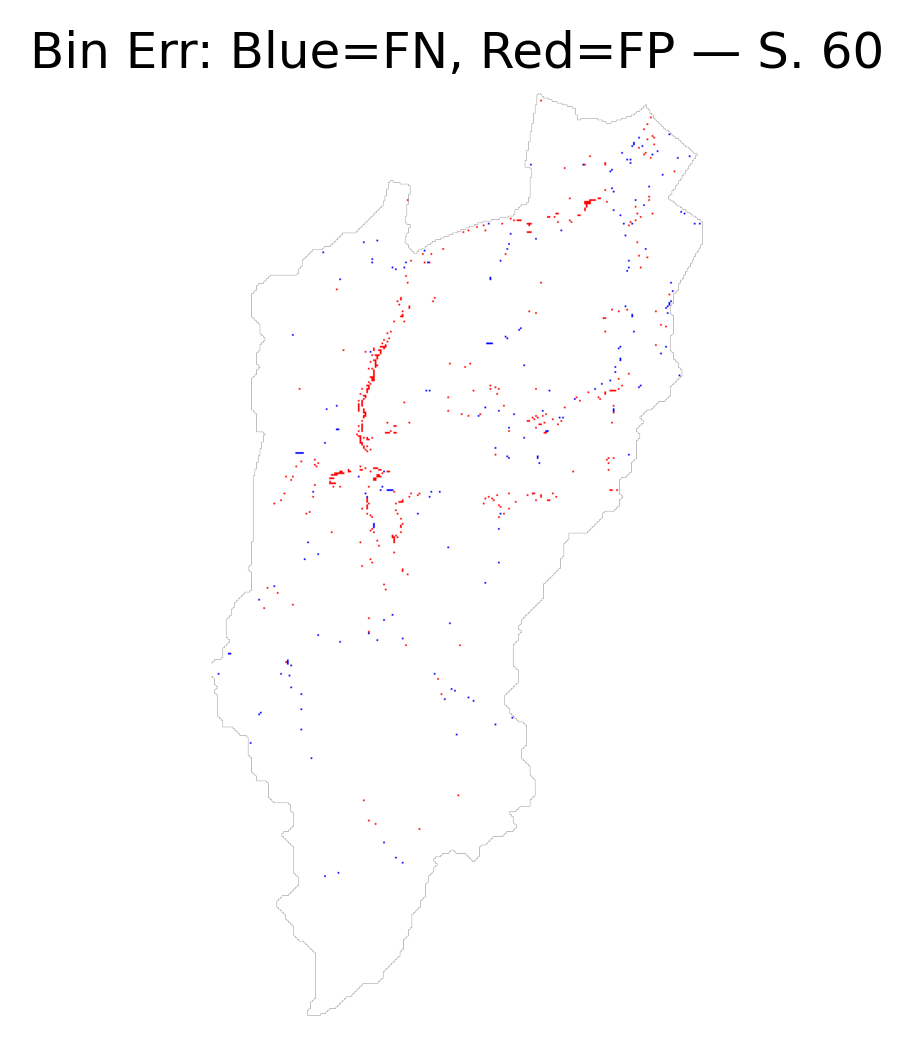 Bin Err: Blue=FN, Red=FP — S. 60